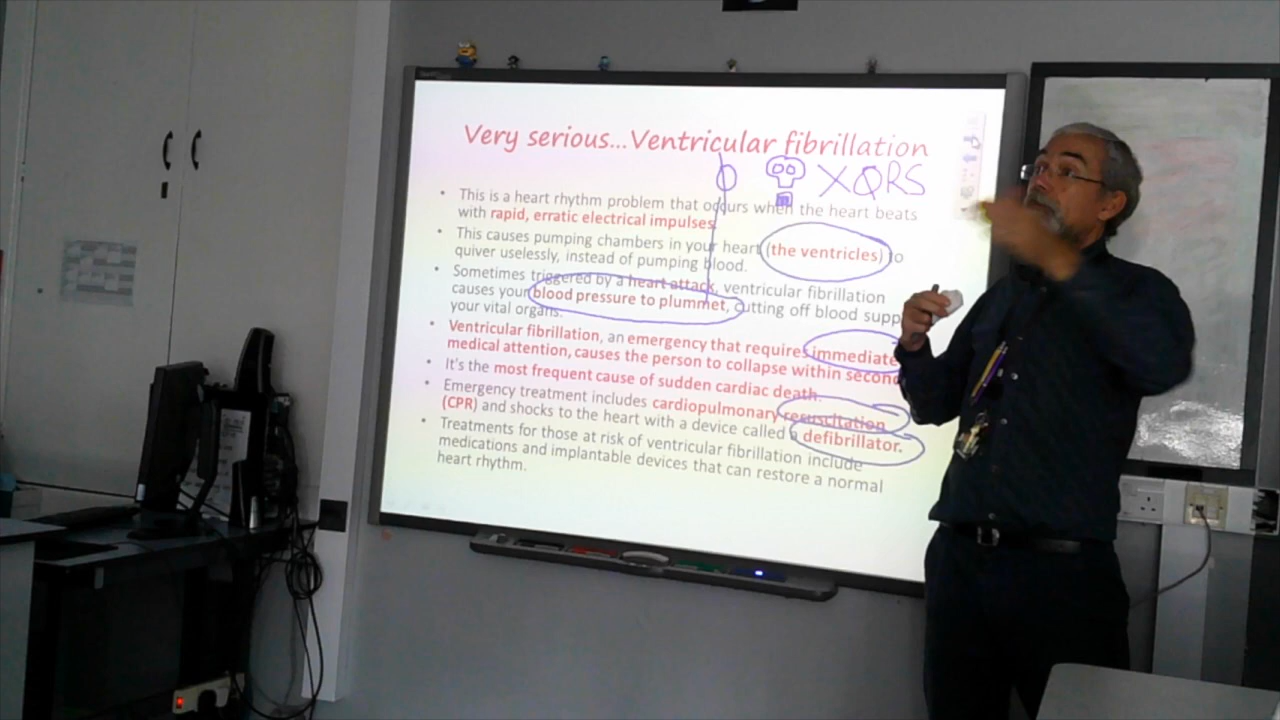 Very serious...Ventricular fibrillation
XQRS
• This is a heart rhythm problem that occurs when the heart beats
with rapid, erratic electrical impulses.
• This causes pumping chambers in your heart (the ventricles) to
quiver uselessly, instead of pumping blood.
• Sometimes triggered by a heart attack, ventricular fibrillation
causes your blood pressure to plummet, cutting off blood supp
your vital organs.
• Ventricular fibrillation, an emergency that requires immediate
medical attention, causes the person to collapse within second
• It's the most frequent cause of sudden cardiac death.
• Emergency treatment includes cardiopulmonary resuscitation
(CPR) and shocks to the heart with a device called a defibrillator.
• Treatments for those at risk of ventricular fibrillation include
medications and implantable devices that can restore a normal
heart rhythm.